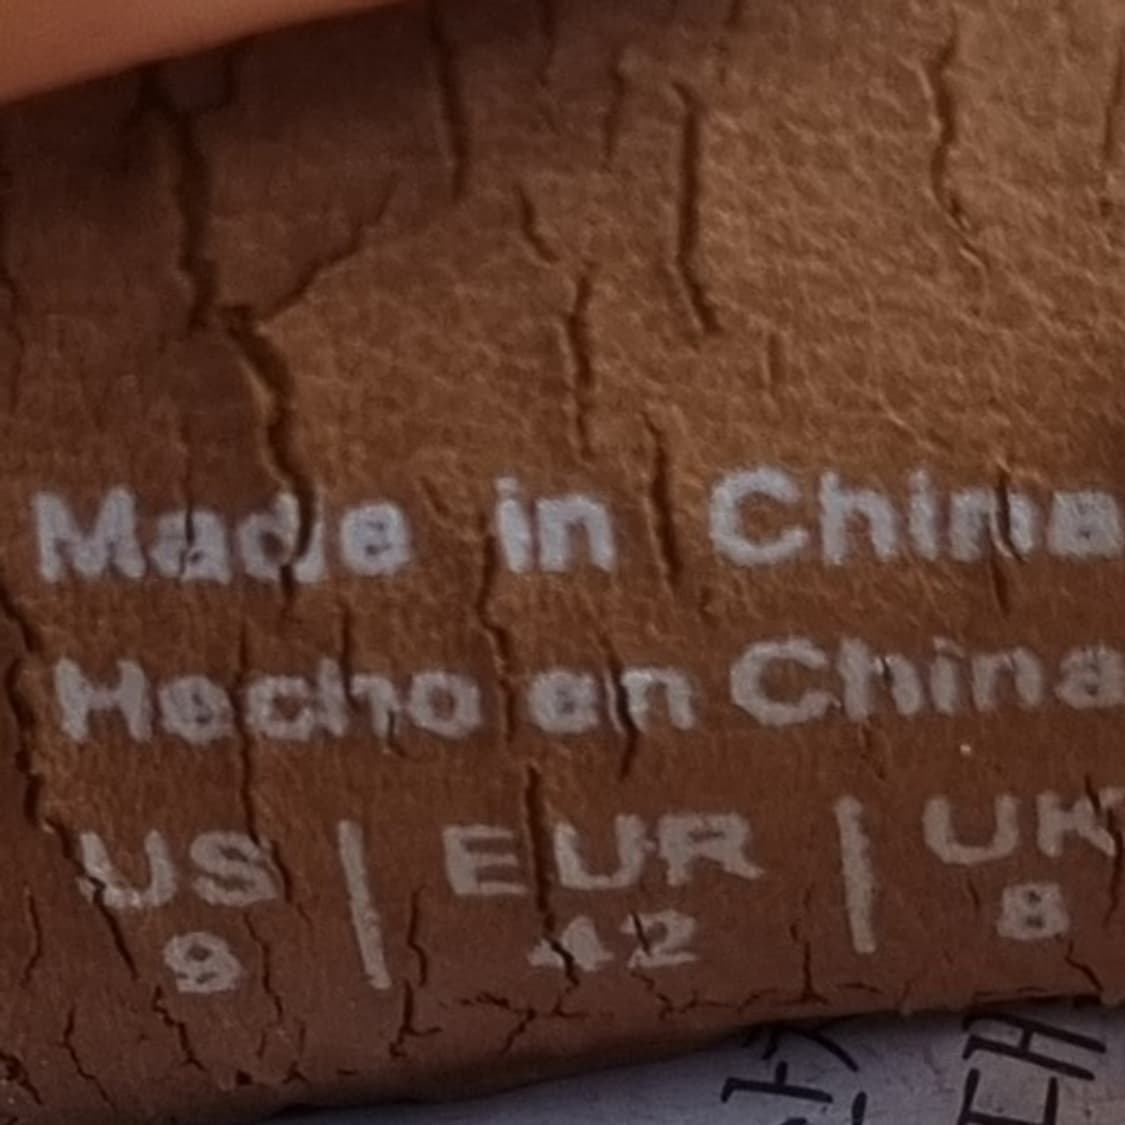 Made in China
Hecho en China
US | EUR | UK
9 42 8